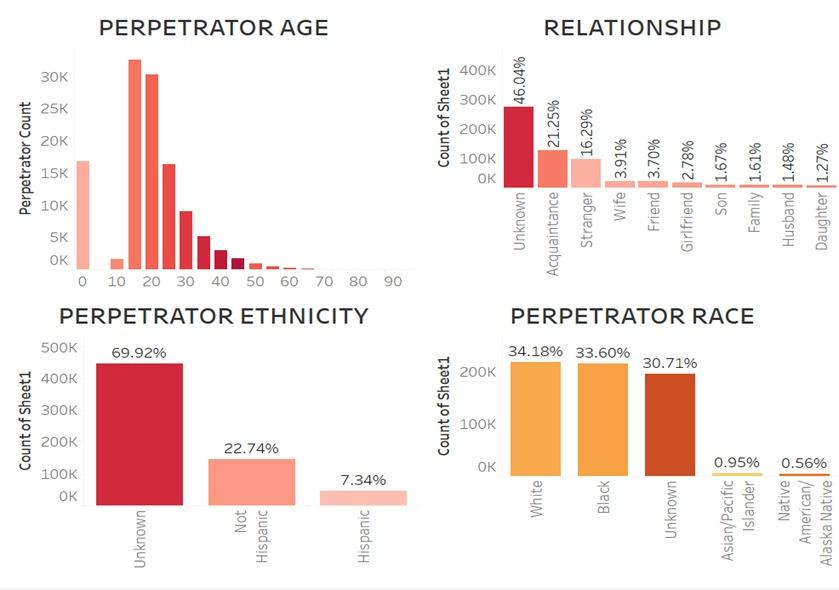 PERPETRATOR AGE
Perpetrator Count
30K
25K
20K
15K
10K
5K
0K
0 10 20 30 40 50 60 70 80 90
RELATIONSHIP
Count of Sheet1
400K
300K
200K
100K
0K
46.04%
21.25%
16.29%
3.91%
3.70%
2.78%
1.67%
1.61%
1.48%
1.27%
Unknown
Acquaintance
Stranger
Wife
Friend
Girlfriend
Son
Family
Husband
Daughter
PERPETRATOR ETHNICITY
Count of Sheet1
500K
400K
300K
200K
100K
0K
69.92%
22.74%
7.34%
Unknown
Not
Hispanic
Hispanic
PERPETRATOR RACE
Count of Sheet1
200K
100K
0K
34.18%
33.60%
30.71%
0.95%
0.56%
White
Black
Unknown
Asian/Pacific
Islander
Native
American/
Alaska Native